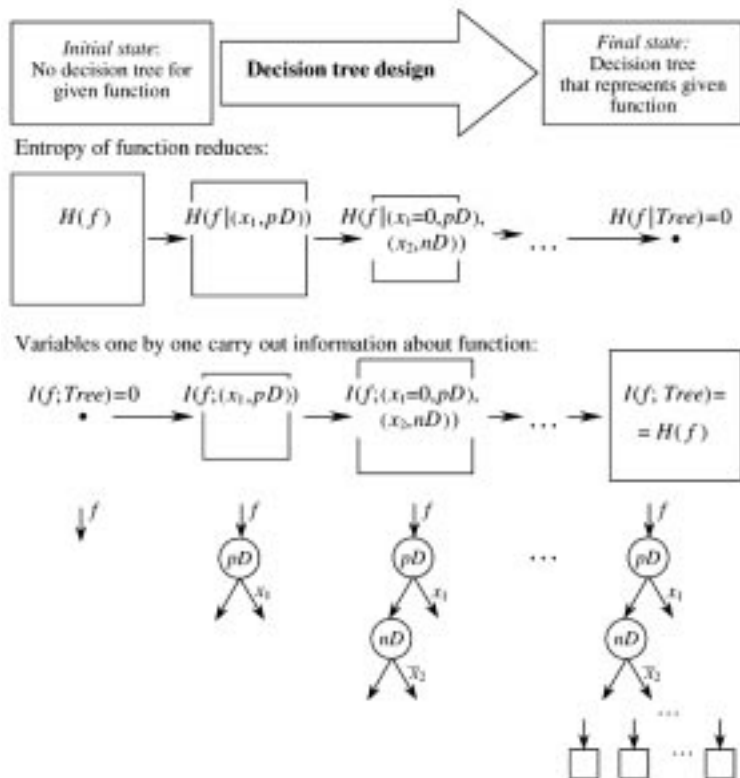 Initial state:
No decision tree for
given function
Decision tree design
Final state:
Decision tree
that represents given
function
Entropy of function reduces:
H(f)
H(f|(x₁,pD))
H(f|(x₁=0,pD),
(x₂,nD))
...
H(f|Tree)=0
Variables one by one carry out information about function:
I(f;Tree)=0
I(f;(x₁,pD))
I(f;(x₁=0,pD),
(x₂,nD))
...
I(f; Tree)=
= H(f)
f
f
f
f
pD
pD
...
pD
x₁
x₁
x₁
nD
nD
x̅₂
x̅₂
...
...